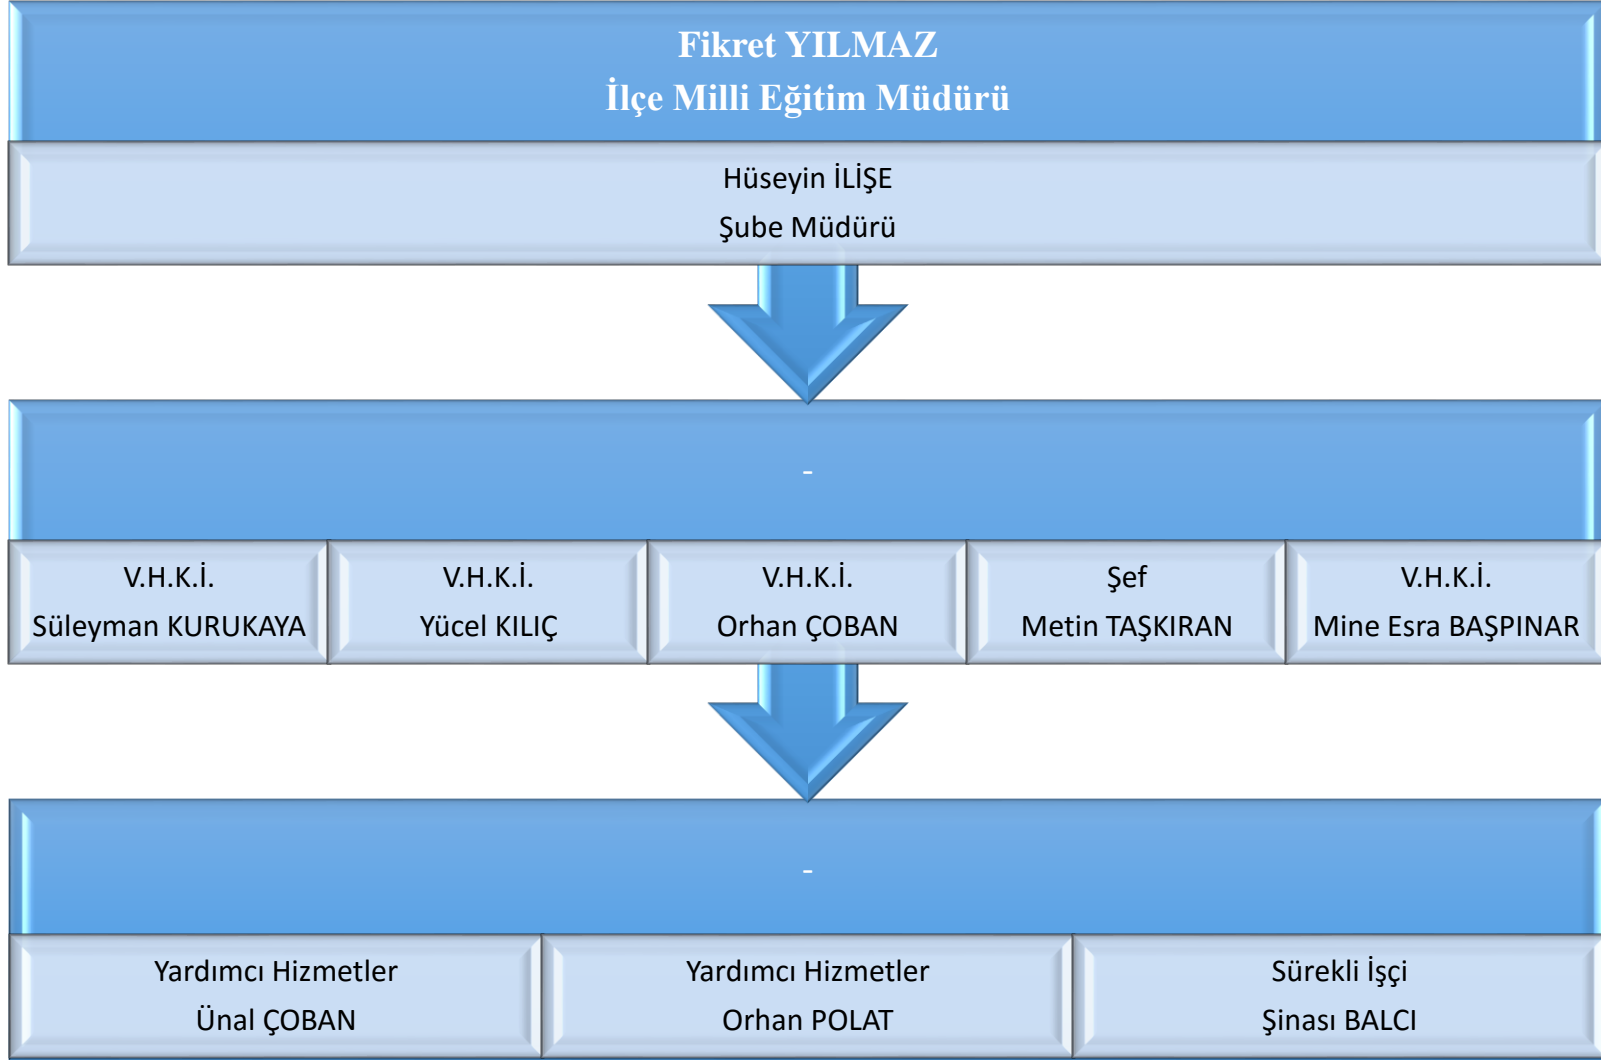 Fikret YILMAZ
İlçe Milli Eğitim Müdürü
Hüseyin İLİŞE
Şube Müdürü
-
V.H.K.İ.
Süleyman KURUKAYA
V.H.K.İ.
Yücel KILIÇ
V.H.K.İ.
Orhan ÇOBAN
Şef
Metin TAŞKIRAN
V.H.K.İ.
Mine Esra BAŞPINAR
-
Yardımcı Hizmetler
Ünal ÇOBAN
Yardımcı Hizmetler
Orhan POLAT
Sürekli İşçi
Şinası BALCI